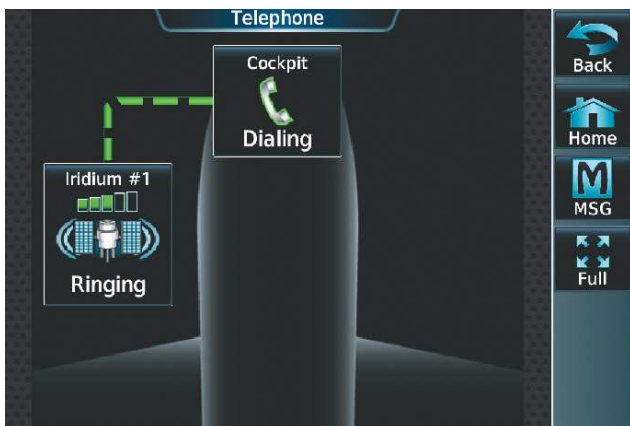 Telephone
Cockpit
Dialing
Iridium #1
Ringing
Back
Home
MSG
Full